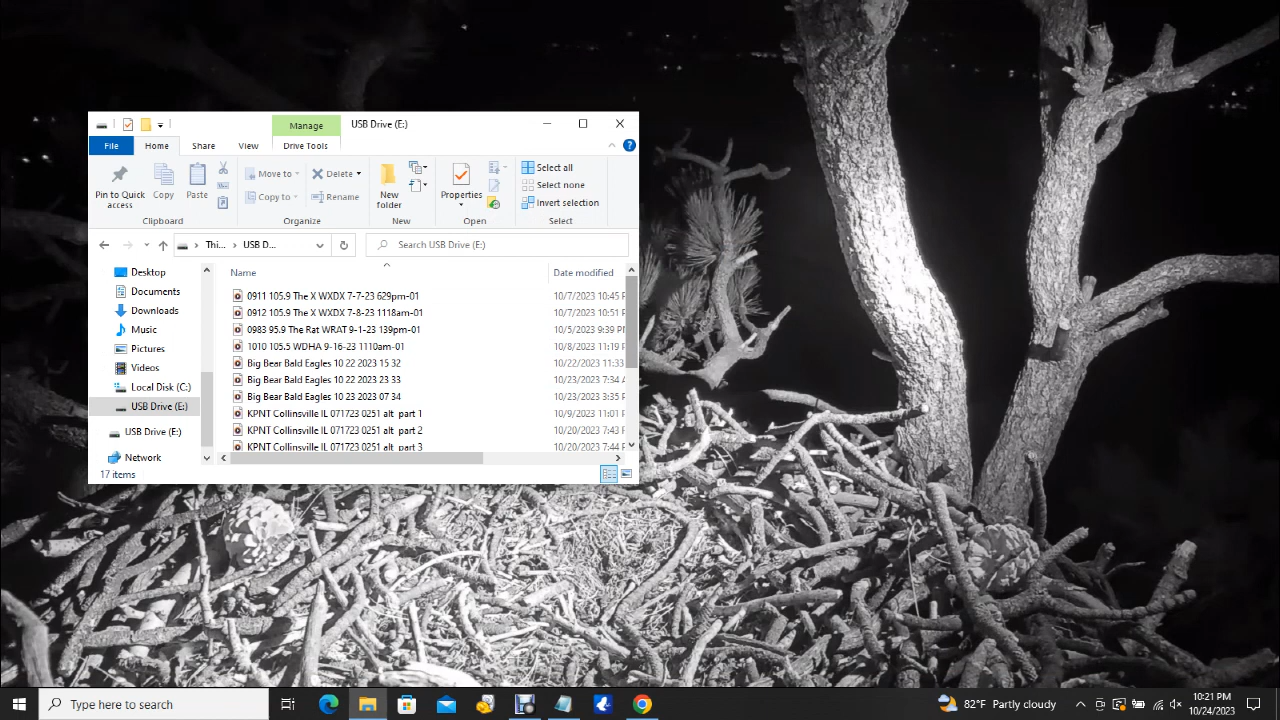 Manage
USB Drive (E:)
File
Home
Share
View
Drive Tools
Pin to Quick access
Copy
Paste
Move to
Copy to
Delete
Rename
New folder
Properties
Select all
Select none
Invert selection
Clipboard
Organize
New
Open
Select
Thi...
USB D...
Search USB Drive (E:)
Desktop
Documents
Downloads
Music
Pictures
Videos
Local Disk (C:)
USB Drive (E:)
USB Drive (E:)
Network
Name Date modified
0911 105.9 The X WXDX 7-7-23 629pm-01 10/7/2023 10:45 P
0912 105.9 The X WXDX 7-8-23 1118am-01 10/7/2023 10:51 P
0983 95.9 The Rat WRAT 9-1-23 139pm-01 10/5/2023 9:39 PM
1010 105.5 WDHA 9-16-23 1110am-01 10/8/2023 11:19 P
Big Bear Bald Eagles 10 22 2023 15 32 10/22/2023 11:33
Big Bear Bald Eagles 10 22 2023 23 33 10/23/2023 7:34 A
Big Bear Bald Eagles 10 23 2023 07 34 10/23/2023 3:35 P
KPNT Collinsville IL 071723 0251 alt part 1 10/9/2023 11:01 P
KPNT Collinsville IL 071723 0251 alt part 2 10/20/2023 7:43 P
KPNT Collinsville IL 071723 0251 alt part 3 10/20/2023 7:44 P
17 items
Type here to search
82°F Partly cloudy
10:21 PM
10/24/2023